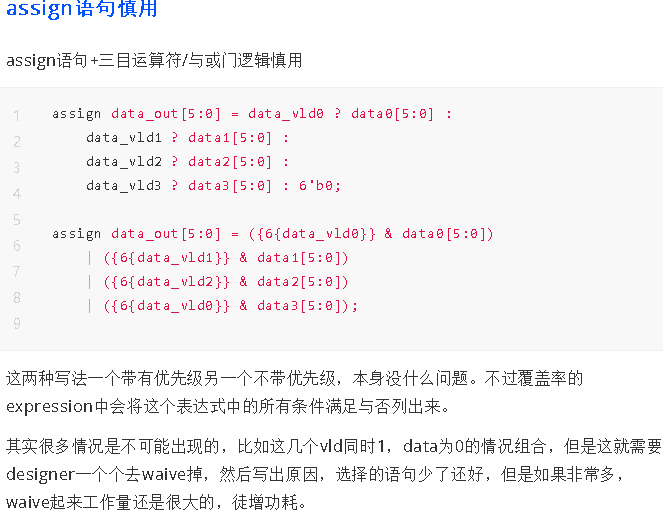 assign语句慎用
assign语句+三目运算符/与或门逻辑慎用
1 assign data_out[5:0] = data_vld0 ? data0[5:0] :
2 data_vld1 ? data1[5:0] :
3 data_vld2 ? data2[5:0] :
4 data_vld3 ? data3[5:0] : 6'b0;
5
6 assign data_out[5:0] = ({6{data_vld0}} & data0[5:0])
7 | ({6{data_vld1}} & data1[5:0])
8 | ({6{data_vld2}} & data2[5:0])
9 | ({6{data_vld0}} & data3[5:0]);
这两种写法一个带有优先级另一个不带优先级，本身没什么问题。不过覆盖率的
expression中会将这个表达式中的所有条件满足与否列出来。
其实很多情况是不可能出现的，比如这几个vld同时1，data为0的情况组合，但是这就需要
designer一个个去waive掉，然后写出原因，选择的语句少了还好，但是如果非常多，
waive起来工作量还是很大的，徒增功耗。